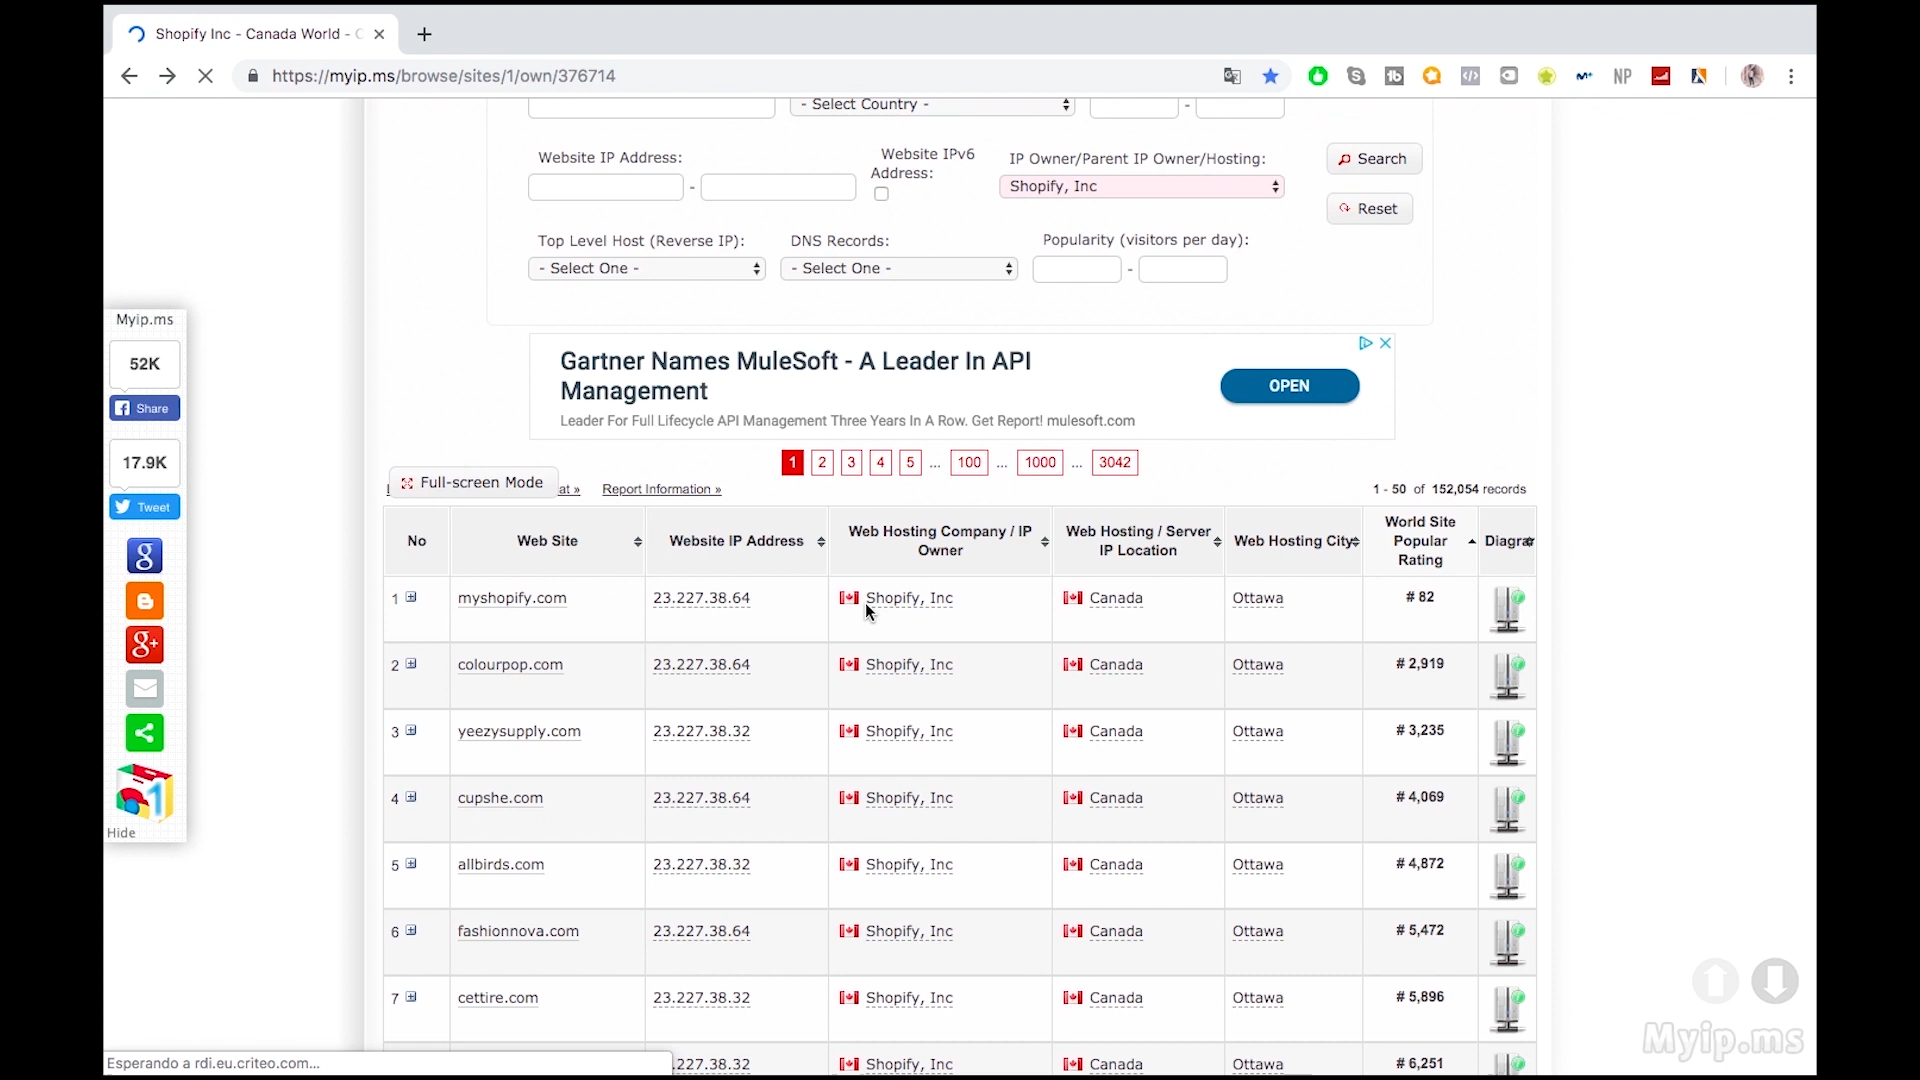 Shopify Inc - Canada World - C
https://myip.ms/browse/sites/1/own/376714
NP
- Select Country -
-
Website IP Address:
Website IPv6
Address:
IP Owner/Parent IP Owner/Hosting:
Search
-
Shopify, Inc
Reset
Top Level Host (Reverse IP):
DNS Records:
Popularity (visitors per day):
- Select One -
- Select One -
-
Myip.ms
52K
Share
17.9K
Tweet
Hide
Gartner Names MuleSoft - A Leader In API
Management
Leader For Full Lifecycle API Management Three Years In A Row. Get Report! mulesoft.com
OPEN
1 2 3 4 5 ... 100 ... 1000 ... 3042
Full-screen Mode
at »
Report Information »
1 - 50 of 152,054 records
No
Web Site
Website IP Address
Web Hosting Company / IP
Owner
Web Hosting / Server
IP Location
Web Hosting City
World Site
Popular
Rating
Diagra
1 myshopify.com 23.227.38.64 Shopify, Inc Canada Ottawa # 82
2 colourpop.com 23.227.38.64 Shopify, Inc Canada Ottawa # 2,919
3 yeezysupply.com 23.227.38.32 Shopify, Inc Canada Ottawa # 3,235
4 cupshe.com 23.227.38.64 Shopify, Inc Canada Ottawa # 4,069
5 allbirds.com 23.227.38.32 Shopify, Inc Canada Ottawa # 4,872
6 fashionnova.com 23.227.38.64 Shopify, Inc Canada Ottawa # 5,472
7 cettire.com 23.227.38.32 Shopify, Inc Canada Ottawa # 5,896
.227.38.32 Shopify, Inc Canada Ottawa # 6,251
Esperando a rdi.eu.criteo.com...
Myip.ms